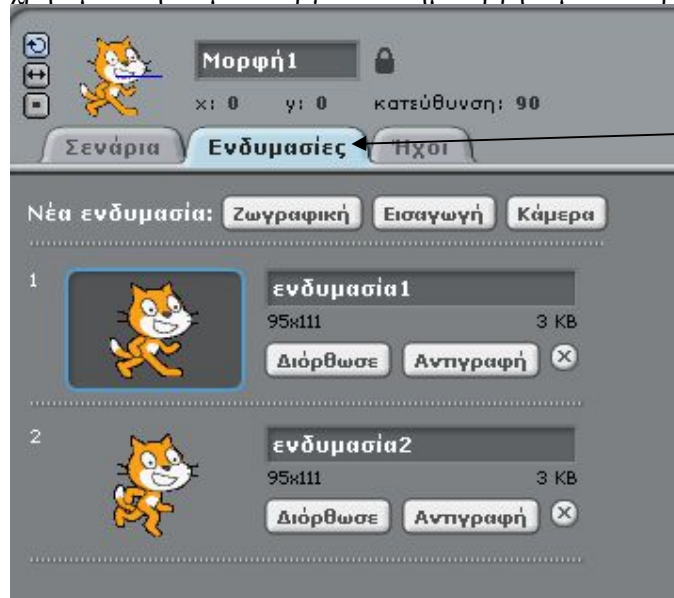 Μορφή1
x: 0 y: 0 κατεύθυνση: 90
Σενάρια Ενδυμασίες Ήχοι
Νέα ενδυμασία: Ζωγραφική Εισαγωγή Κάμερα
1
ενδυμασία1
95x111 3 KB
Διόρθωσε Αντιγραφή
2
ενδυμασία2
95x111 3 KB
Διόρθωσε Αντιγραφή